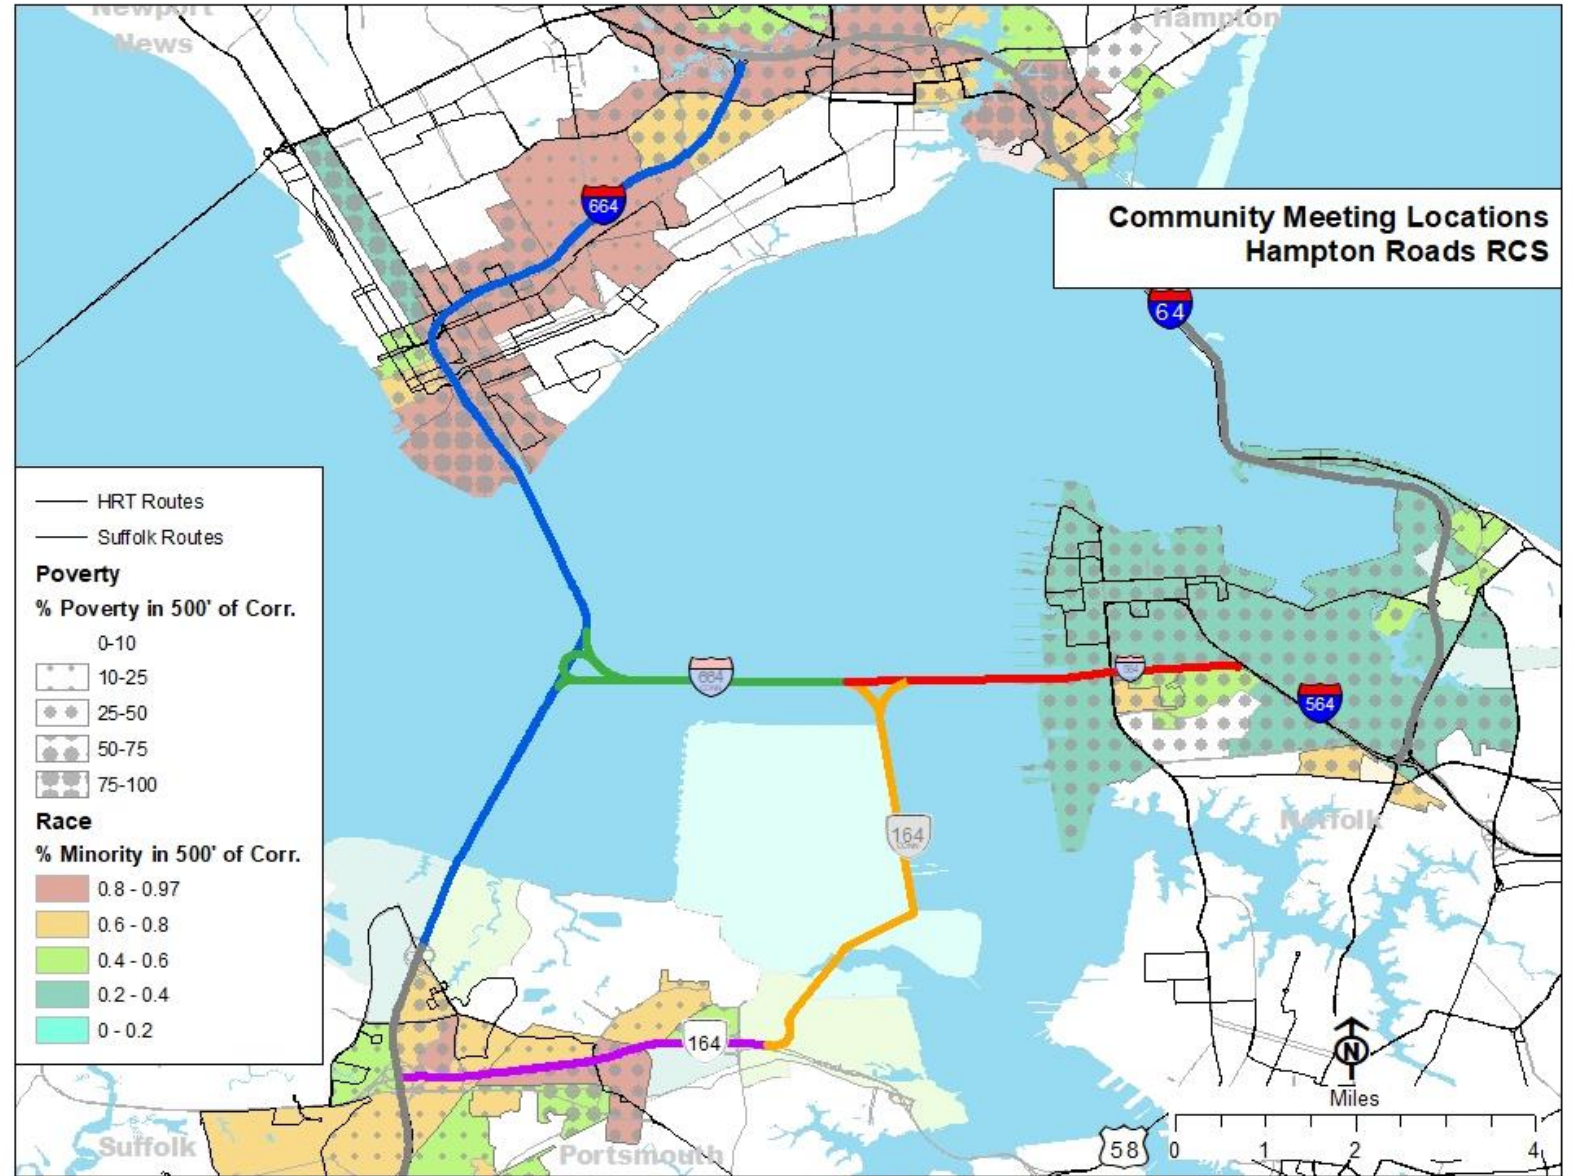 Newport
News
Hampton
664
Community Meeting Locations
Hampton Roads RCS
64
HRT Routes
Suffolk Routes
Poverty
% Poverty in 500' of Corr.
0-10
10-25
25-50
50-75
75-100
Race
% Minority in 500' of Corr.
0.8 - 0.97
0.6 - 0.8
0.4 - 0.6
0.2 - 0.4
0 - 0.2
664
CONN
564
564
164
CONN
Norfolk
164
N
Miles
0 1 2 4
58
Suffolk
Portsmouth